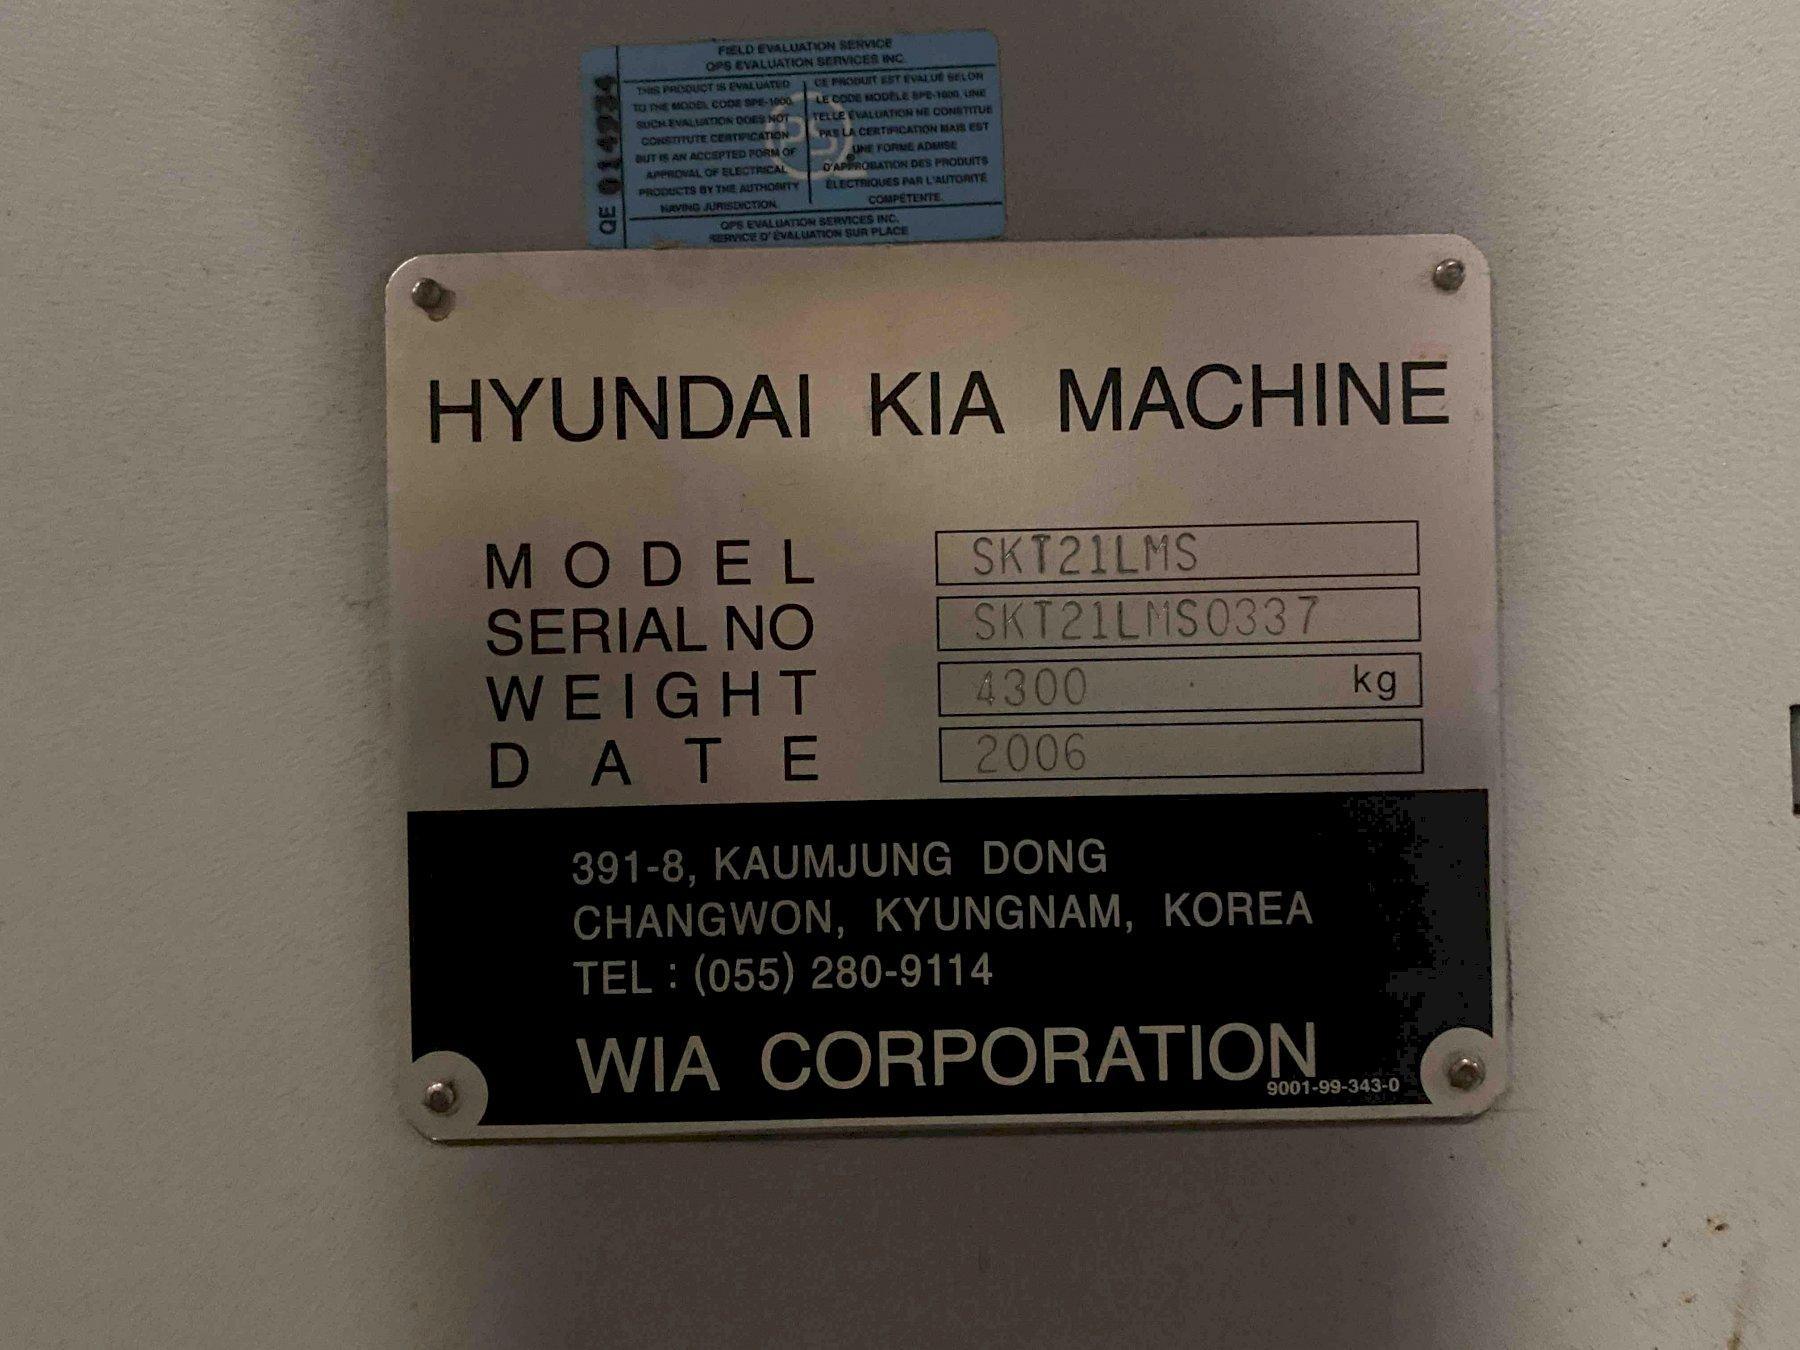 FIELD EVALUATION SERVICE
QPS EVALUATION SERVICES INC.
THIS PRODUCT IS EVALUATED
TO THE MODEL CODE SPE-1000.
SUCH EVALUATION DOES NOT
CONSTITUTE CERTIFICATION
BUT IS AN ACCEPTED FORM OF
APPROVAL OF ELECTRICAL
PRODUCTS BY THE AUTHORITY
HAVING JURISDICTION.
CE PRODUIT EST ÉVALUÉ SELON
LE CODE MODÈLE SPE-1000. UNE
TELLE ÉVALUATION NE CONSTITUE
PAS LA CERTIFICATION MAIS EST
UNE FORME ADMISE
D'APPROBATION DES PRODUITS
ÉLECTRIQUES PAR L'AUTORITÉ
COMPÉTENTE.
QPS EVALUATION SERVICES INC.
SERVICE D'ÉVALUATION SUR PLACE
QE 014234
HYUNDAI KIA MACHINE
MODEL SKT21LMS
SERIAL NO SKT21LMS0337
WEIGHT 4300 kg
DATE 2006
391-8, KAUMJUNG DONG
CHANGWON, KYUNGNAM, KOREA
TEL : (055) 280-9114
WIA CORPORATION
9001-99-343-0